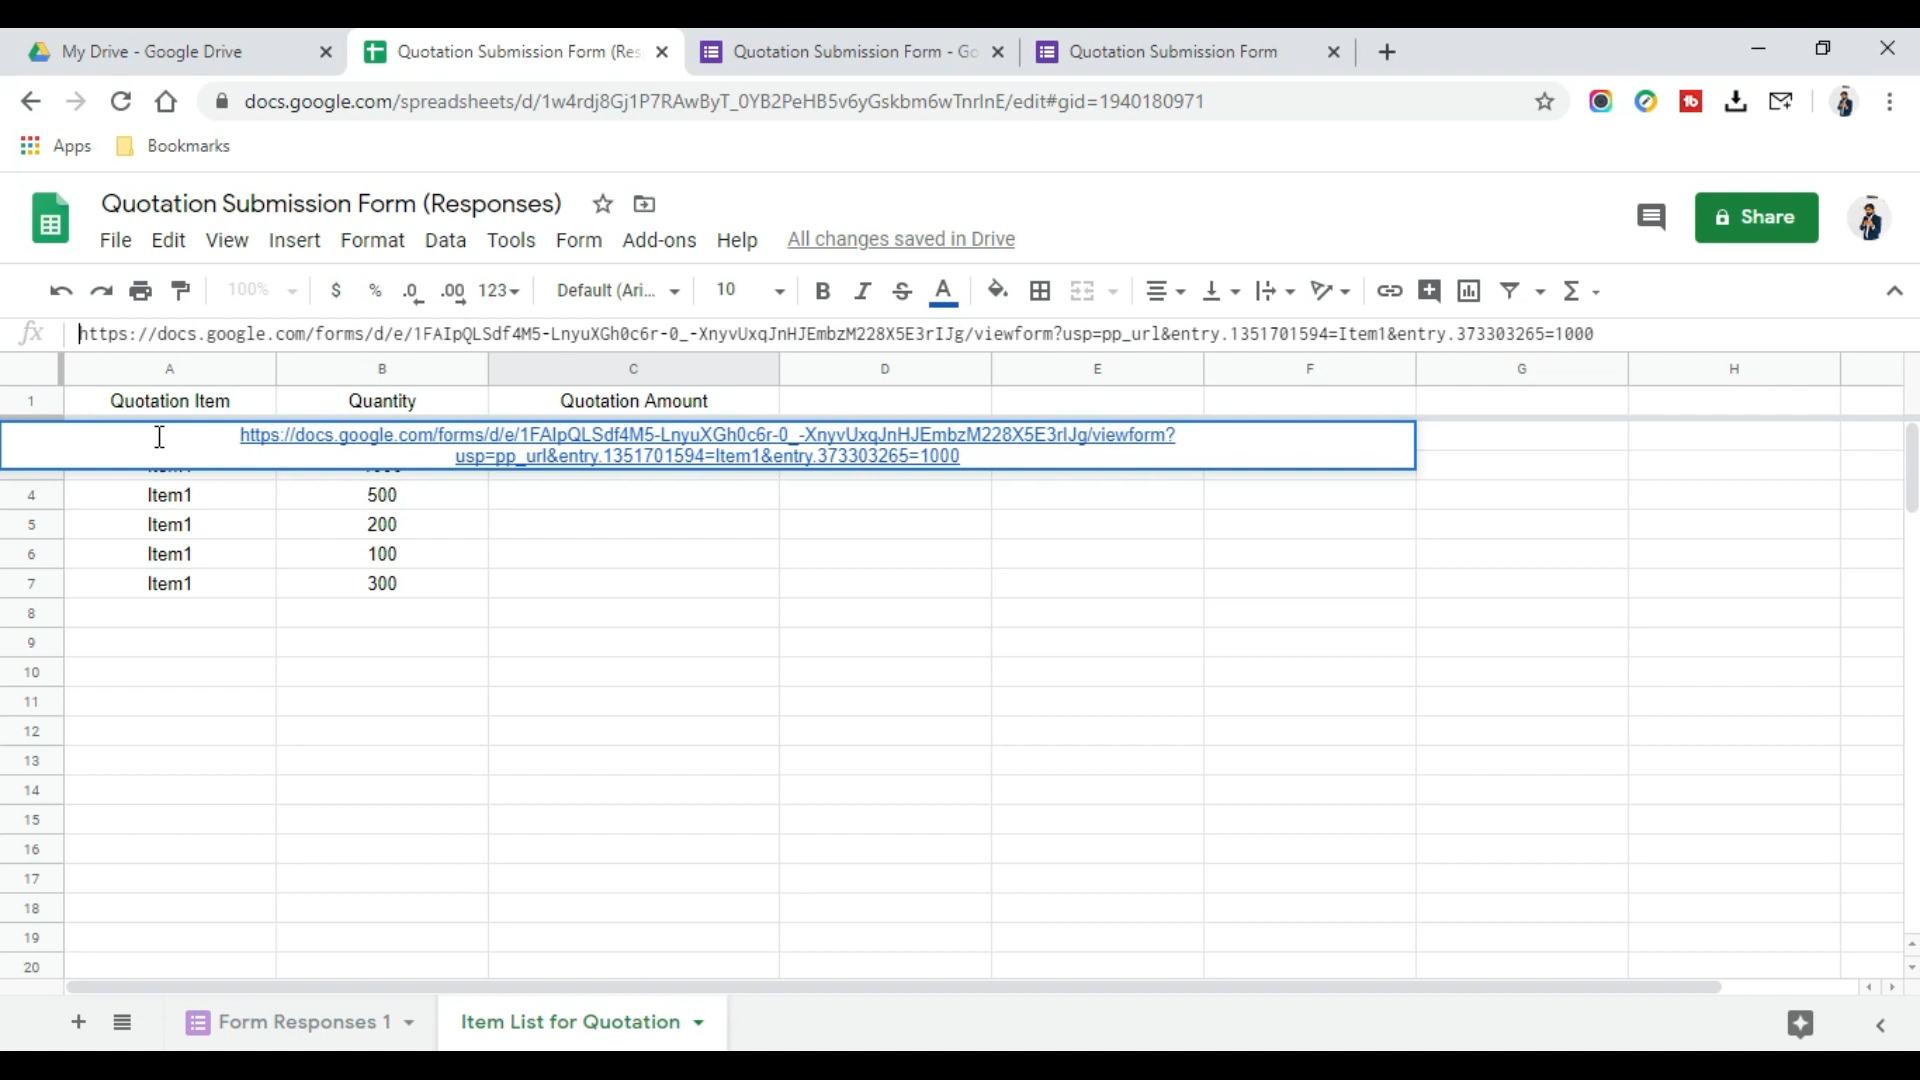 My Drive - Google Drive
Quotation Submission Form (Res
Quotation Submission Form - Go
Quotation Submission Form
docs.google.com/spreadsheets/d/1w4rdj8Gj1P7RAwByT_0YB2PeHB5v6yGskbm6wTnrInE/edit#gid=1940180971
Apps
Bookmarks
Quotation Submission Form (Responses)
File Edit View Insert Format Data Tools Form Add-ons Help All changes saved in Drive
Share
100% $ % .0 .00 123 Default (Ari... 10 B I S A
fx https://docs.google.com/forms/d/e/1FAIpQLSdf4M5-LnyuXGh0c6r-0_-XnyvUxqJnHJEmbzM228X5E3rIJg/viewform?usp=pp_url&entry.1351701594=Item1&entry.373303265=1000
A B C D E F G H
1 Quotation Item Quantity Quotation Amount
https://docs.google.com/forms/d/e/1FAIpQLSdf4M5-LnyuXGh0c6r-0_-XnyvUxqJnHJEmbzM228X5E3rIJg/viewform?
usp=pp_url&entry.1351701594=Item1&entry.373303265=1000
4 Item1 500
5 Item1 200
6 Item1 100
7 Item1 300
8
9
10
11
12
13
14
15
16
17
18
19
20
Form Responses 1
Item List for Quotation